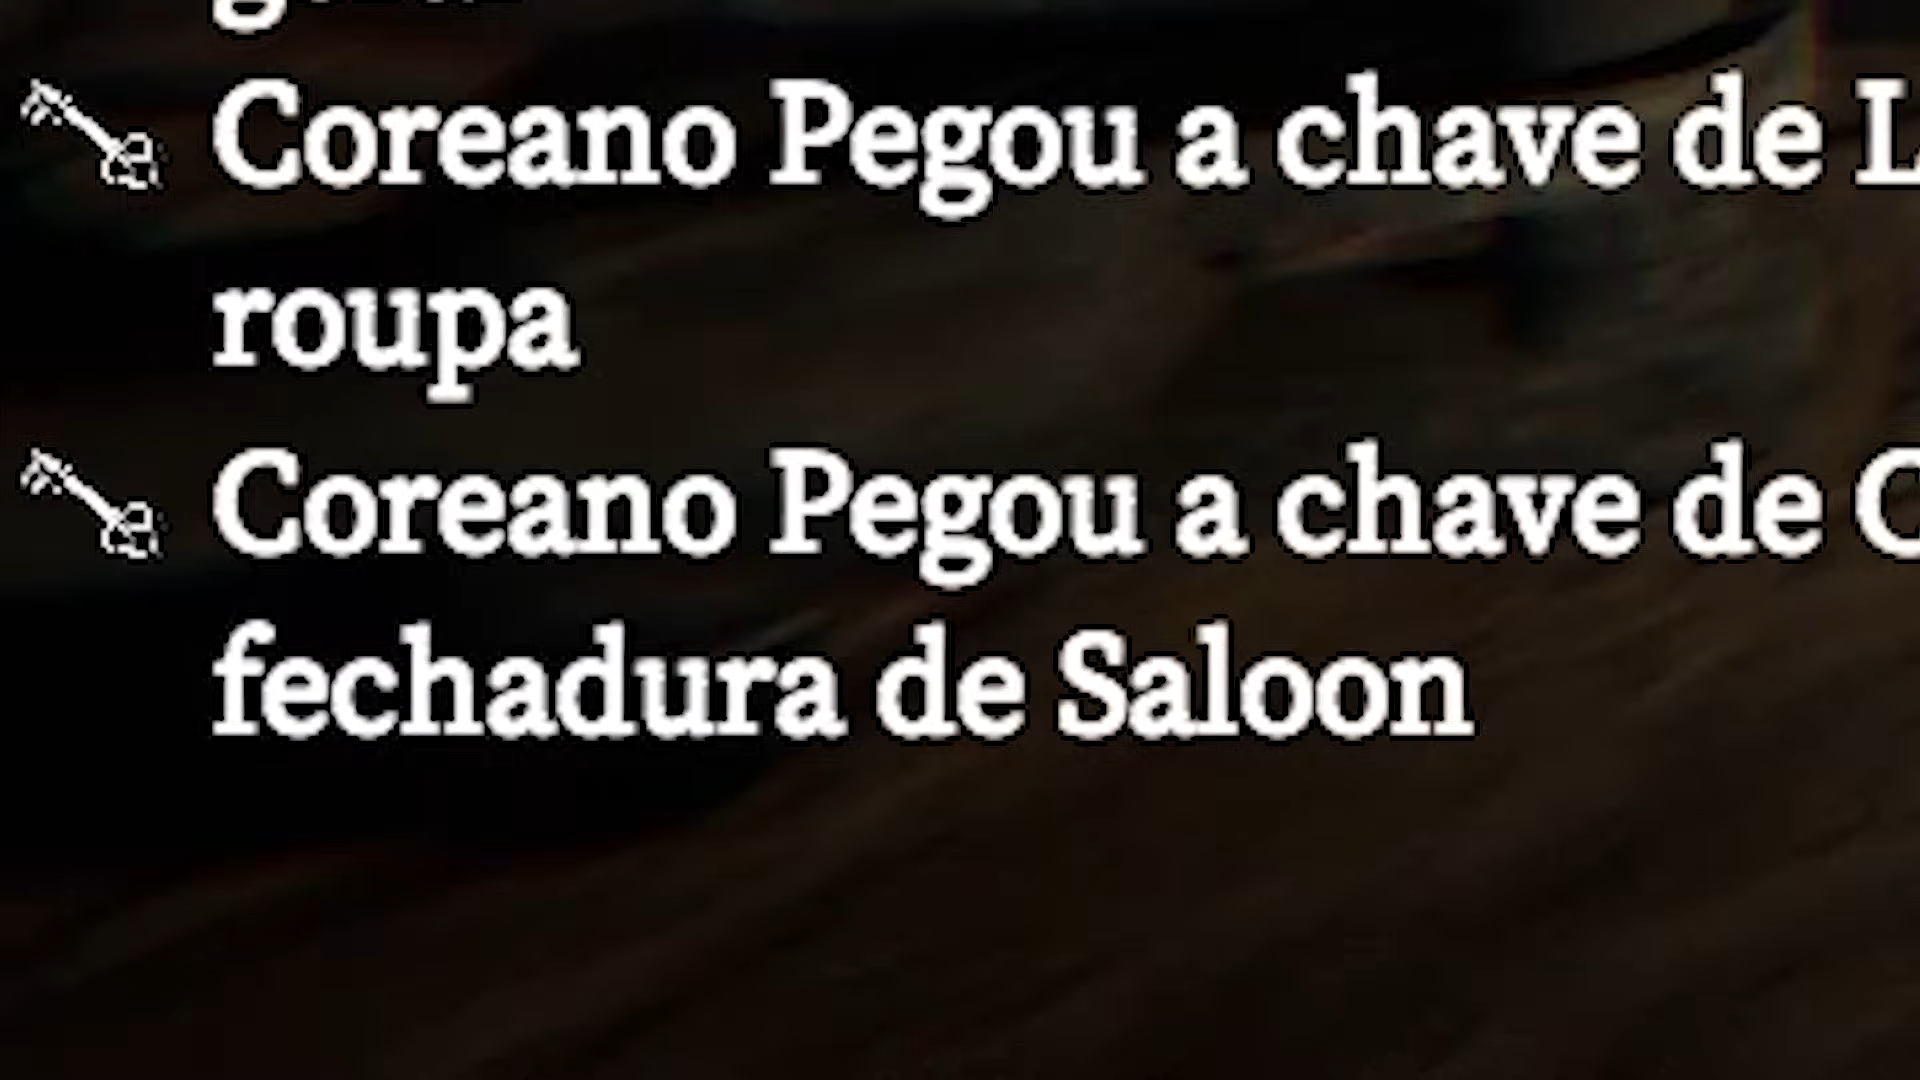 Coreano Pegou a chave de L
roupa
Coreano Pegou a chave de
fechadura de Saloon